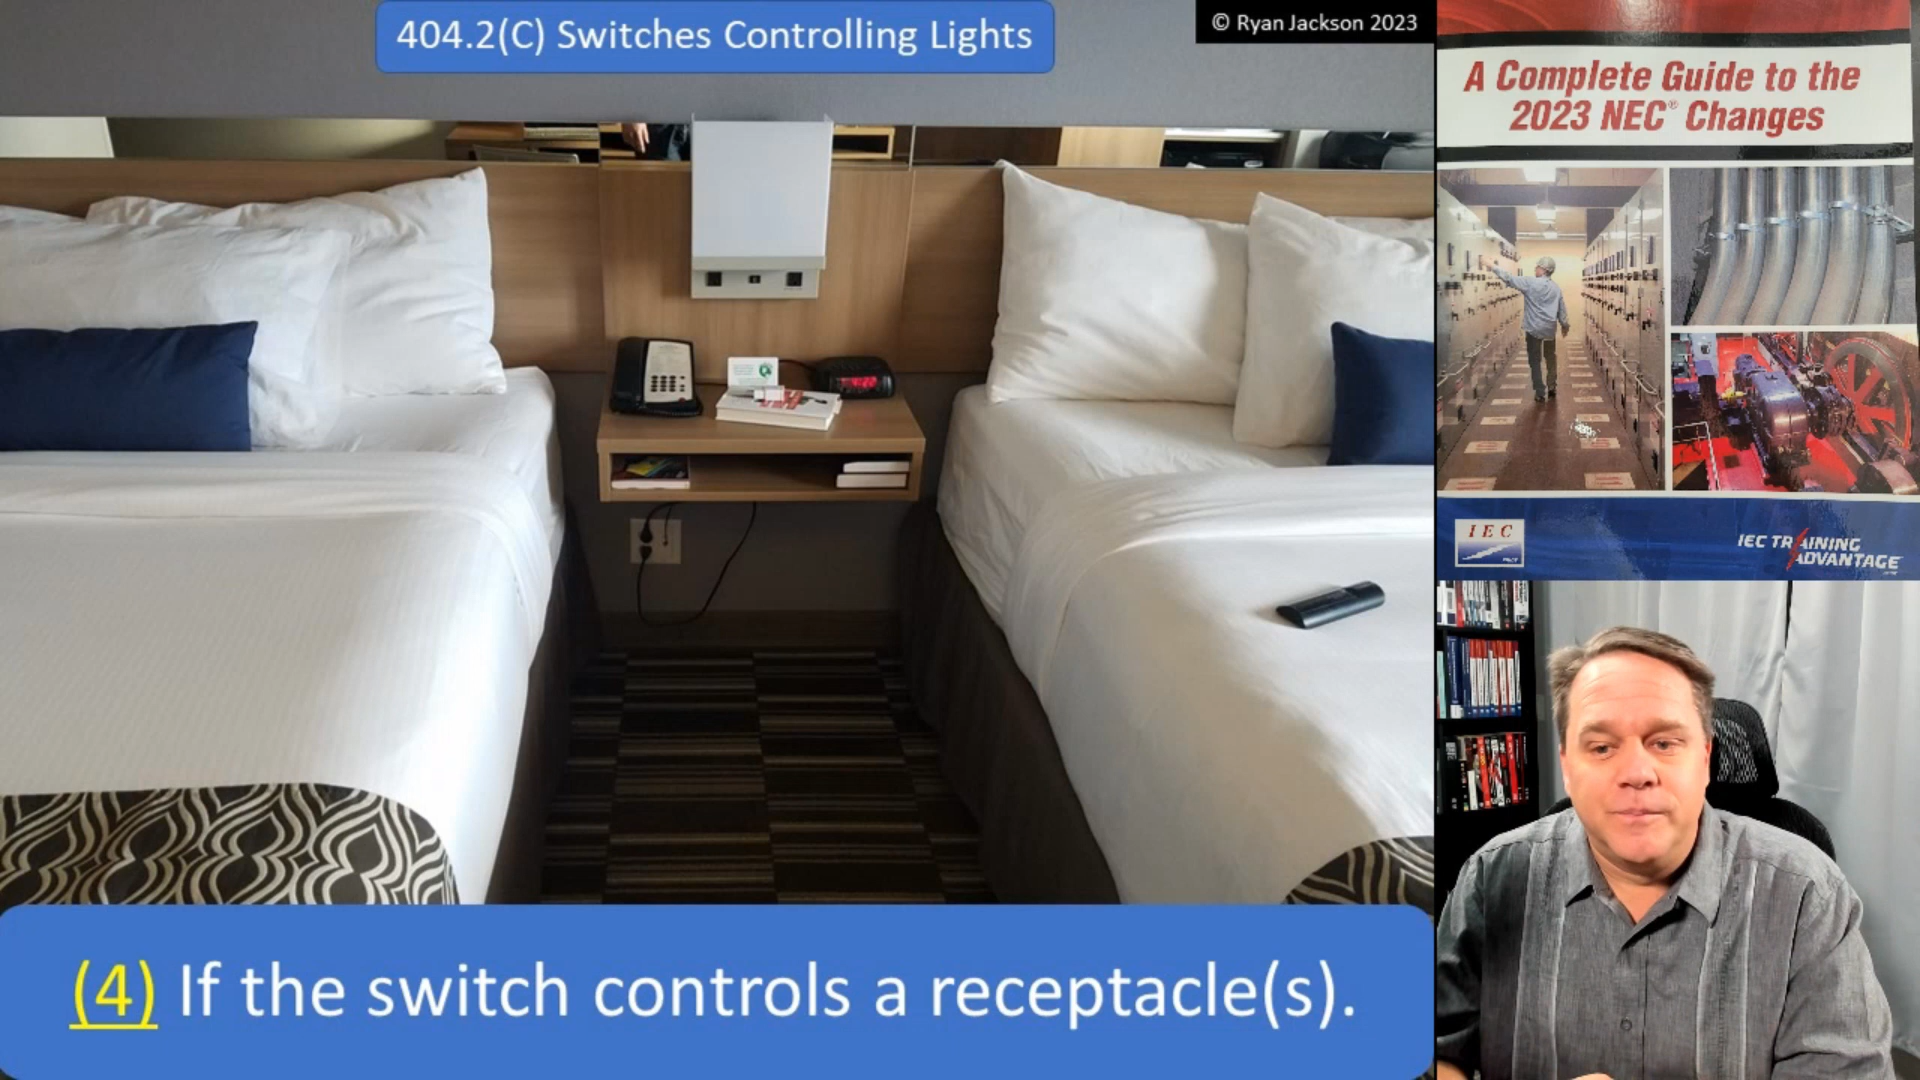 404.2(C) Switches Controlling Lights
© Ryan Jackson 2023
A Complete Guide to the
2023 NEC® Changes
IEC
IEC TRAINING
ADVANTAGE
(4) If the switch controls a receptacle(s).